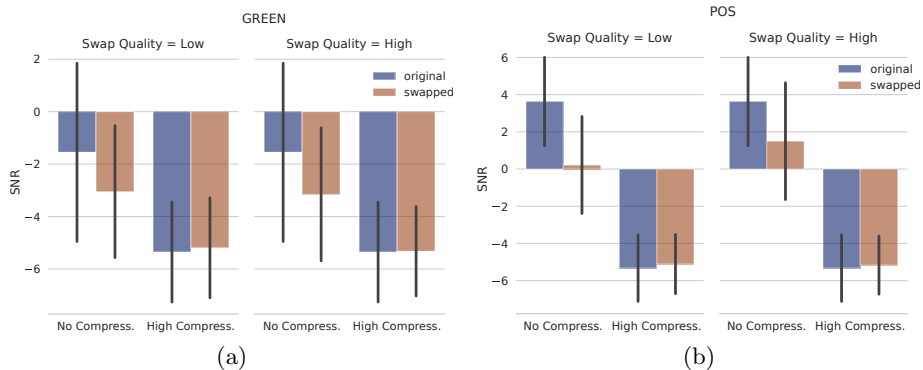 GREEN
Swap Quality = Low
Swap Quality = High
original
swapped
SNR
2
0
−2
−4
−6
No Compress.
High Compress.
No Compress.
High Compress.
(a)
POS
Swap Quality = Low
Swap Quality = High
original
swapped
SNR
6
4
2
0
−2
−4
−6
No Compress.
High Compress.
No Compress.
High Compress.
(b)